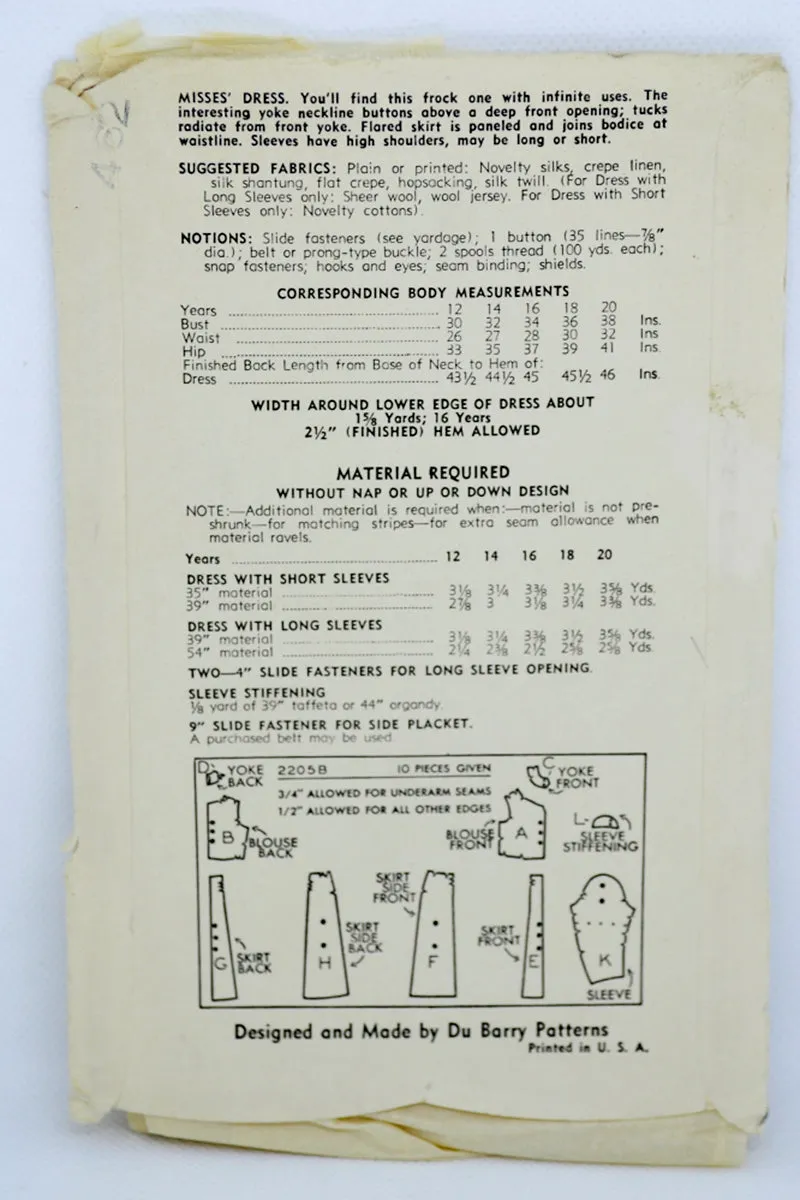 MISSES' DRESS. You'll find this frock one with infinite uses. The
interesting yoke neckline buttons above a deep front opening; tucks
radiate from front yoke. Flared skirt is paneled and joins bodice at
waistline. Sleeves have high shoulders, may be long or short.
SUGGESTED FABRICS: Plain or printed: Novelty silks, crepe linen,
silk shantung, flat crepe, hopsacking, silk twill. (For Dress with
Long Sleeves only: Sheer wool, wool jersey. For Dress with Short
Sleeves only: Novelty cottons).
NOTIONS: Slide fasteners (see yardage); 1 button (35 lines—7/8"
dia.); belt or prong-type buckle; 2 spools thread (100 yds. each);
snap fasteners; hooks and eyes; seam binding; shields.
CORRESPONDING BODY MEASUREMENTS
Years 12 14 16 18 20
Bust 30 32 34 36 38 Ins.
Waist 26 27 28 30 32 Ins
Hip 33 35 37 39 41 Ins.
Finished Back Length from Base of Neck to Hem of:
Dress 43½ 44½ 45 45½ 46 Ins.
WIDTH AROUND LOWER EDGE OF DRESS ABOUT
1⅝ Yards; 16 Years
2½" (FINISHED) HEM ALLOWED
MATERIAL REQUIRED
WITHOUT NAP OR UP OR DOWN DESIGN
NOTE:—Additional material is required when:—material is not pre-
shrunk—for matching stripes—for extra seam allowance when
material ravels.
Years 12 14 16 18 20
DRESS WITH SHORT SLEEVES
35" material 3⅛ 3¼ 3⅜ 3½ 3⅝ Yds
39" material 2⅞ 3 3⅛ 3¼ 3⅜ Yds.
DRESS WITH LONG SLEEVES
39" material 3⅛ 3¼ 3⅜ 3½ 3⅝ Yds.
54" material 2¼ 2⅜ 2½ 2⅝ 2⅝ Yds
TWO—4" SLIDE FASTENERS FOR LONG SLEEVE OPENING.
SLEEVE STIFFENING
⅛ yard of 39" taffeta or 44" organdy.
9" SLIDE FASTENER FOR SIDE PLACKET.
A purchased belt may be used
D YOKE BACK
2205B 10 PIECES GIVEN
C YOKE FRONT
3/4" ALLOWED FOR UNDERARM SEAMS
1/2" ALLOWED FOR ALL OTHER EDGES
B BLOUSE BACK
BLOUSE FRONT A
L SLEEVE STIFFENING
G SKIRT BACK
H SKIRT SIDE BACK
SKIRT SIDE FRONT F
SKIRT FRONT E
K SLEEVE
Designed and Made by Du Barry Patterns
Printed in U. S. A.